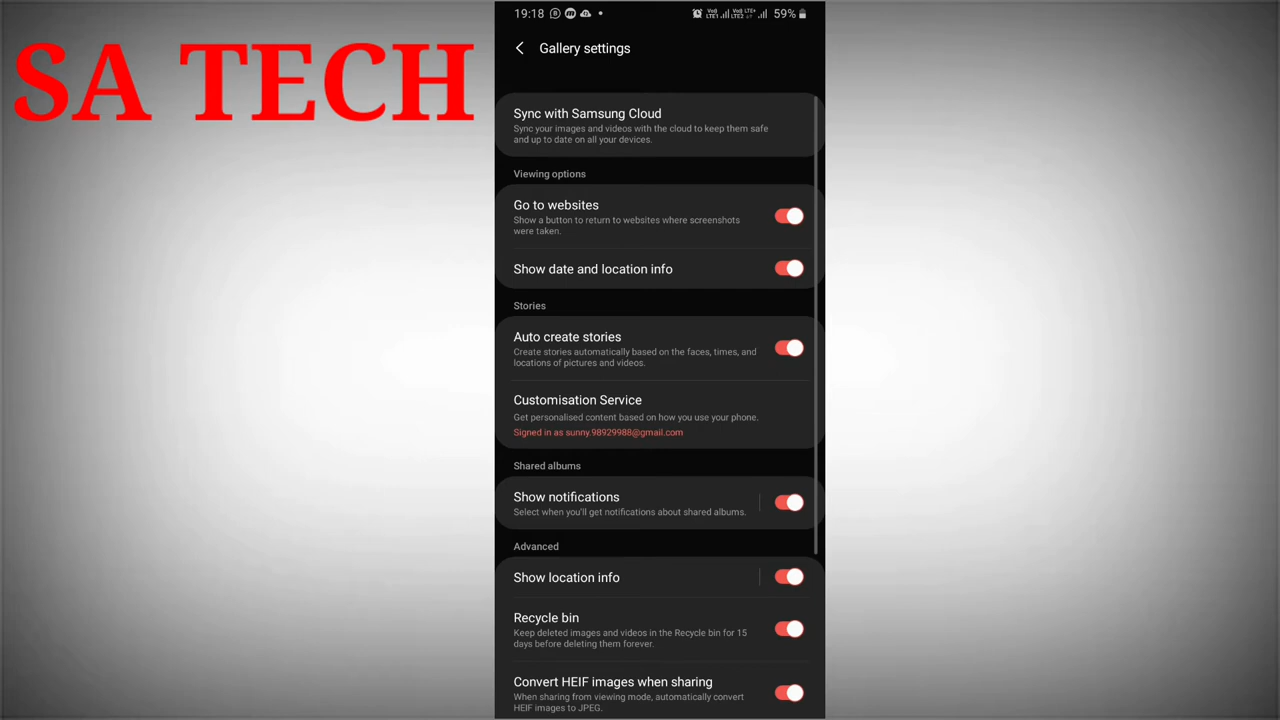 SA TECH
19:18
59%
Gallery settings
Sync with Samsung Cloud
Sync your images and videos with the cloud to keep them safe
and up to date on all your devices.
Viewing options
Go to websites
Show a button to return to websites where screenshots
were taken.
Show date and location info
Stories
Auto create stories
Create stories automatically based on the faces, times, and
locations of pictures and videos.
Customisation Service
Get personalised content based on how you use your phone.
Signed in as sunny.98929988@gmail.com
Shared albums
Show notifications
Select when you'll get notifications about shared albums.
Advanced
Show location info
Recycle bin
Keep deleted images and videos in the Recycle bin for 15
days before deleting them forever.
Convert HEIF images when sharing
When sharing from viewing mode, automatically convert
HEIF images to JPEG.